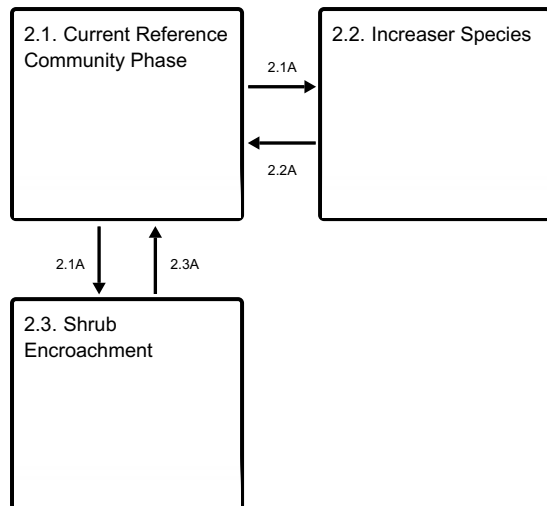 2.1. Current Reference
Community Phase
2.2. Increaser Species
2.1A
2.2A
2.1A
2.3A
2.3. Shrub
Encroachment